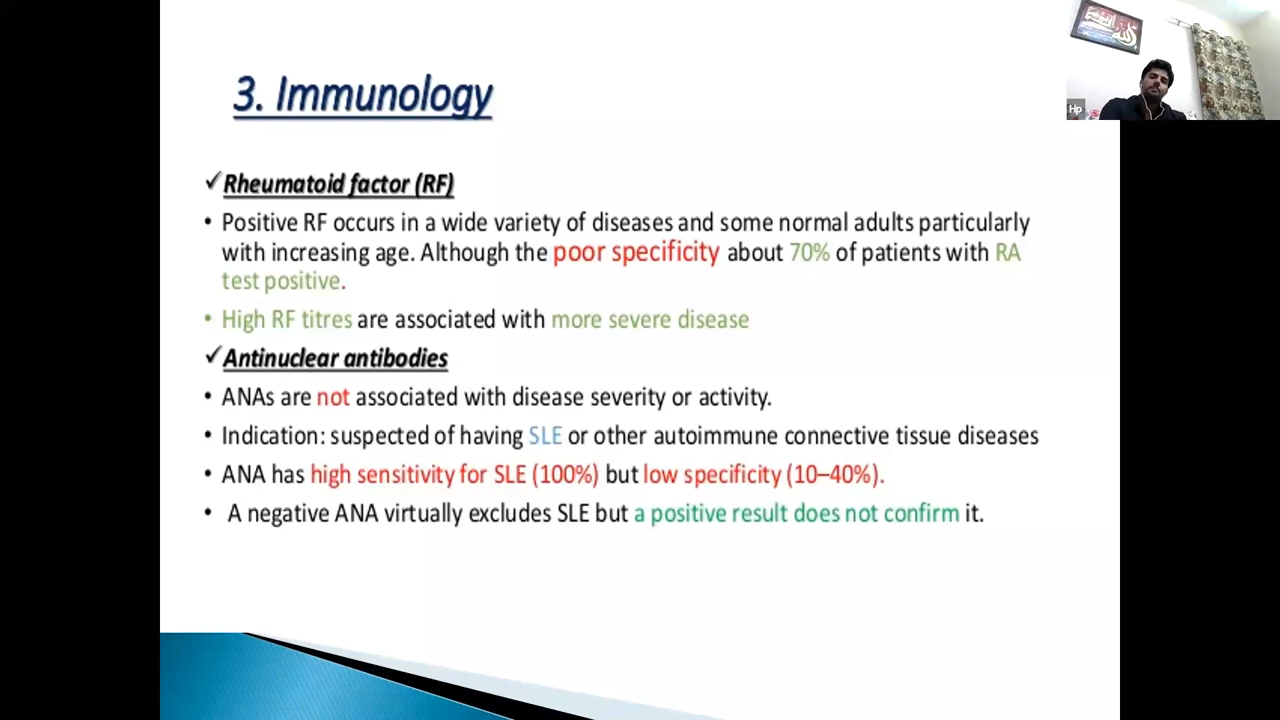 3. Immunology
✓Rheumatoid factor (RF)
• Positive RF occurs in a wide variety of diseases and some normal adults particularly
with increasing age. Although the poor specificity about 70% of patients with RA
test positive.
• High RF titres are associated with more severe disease
✓Antinuclear antibodies
• ANAs are not associated with disease severity or activity.
• Indication: suspected of having SLE or other autoimmune connective tissue diseases
• ANA has high sensitivity for SLE (100%) but low specificity (10–40%).
• A negative ANA virtually excludes SLE but a positive result does not confirm it.
Hp